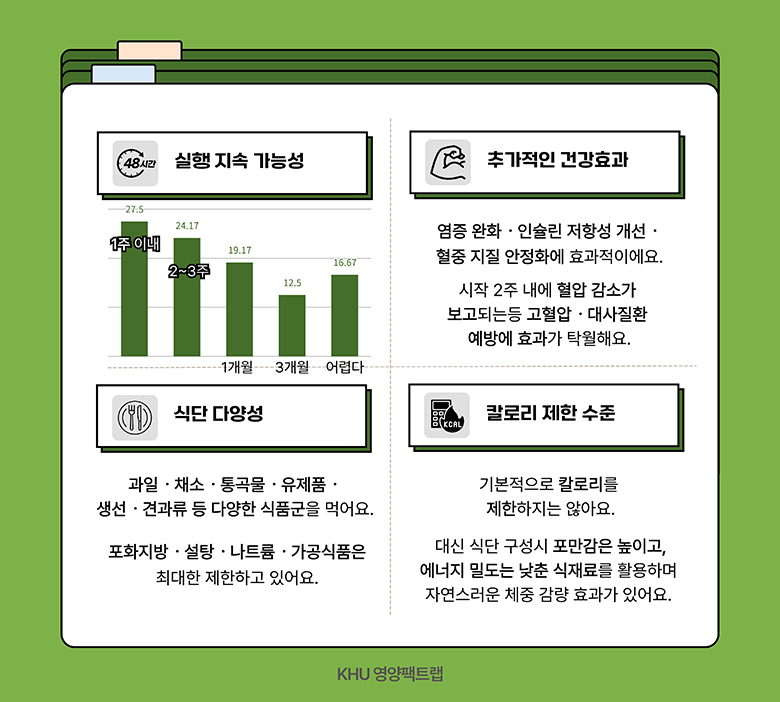 48시간
실행 지속 가능성
27.5
24.17
19.17
12.5
16.67
1주 이내
2~3주
1개월
3개월
어렵다
추가적인 건강효과
염증 완화 · 인슐린 저항성 개선 ·
혈중 지질 안정화에 효과적이에요.
시작 2주 내에 혈압 감소가
보고되는등 고혈압 · 대사질환
예방에 효과가 탁월해요.
식단 다양성
과일 · 채소 · 통곡물 · 유제품 ·
생선 · 견과류 등 다양한 식품군을 먹어요.
포화지방 · 설탕 · 나트륨 · 가공식품은
최대한 제한하고 있어요.
KCAL
칼로리 제한 수준
기본적으로 칼로리를
제한하지는 않아요.
대신 식단 구성시 포만감은 높이고,
에너지 밀도는 낮춘 식재료를 활용하며
자연스러운 체중 감량 효과가 있어요.
KHU 영양팩트랩